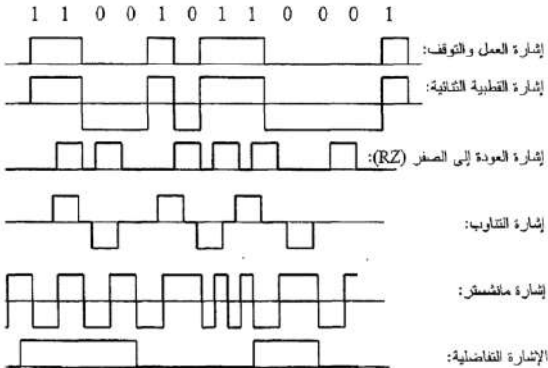 1 1 0 0 1 0 1 1 0 0 0 1
إشارة العمل والتوقف:
إشارة القطبية الثنائية:
إشارة العودة إلى الصفر (RZ):
إشارة التناوب:
إشارة مانشستر:
الإشارة التفاضلية: